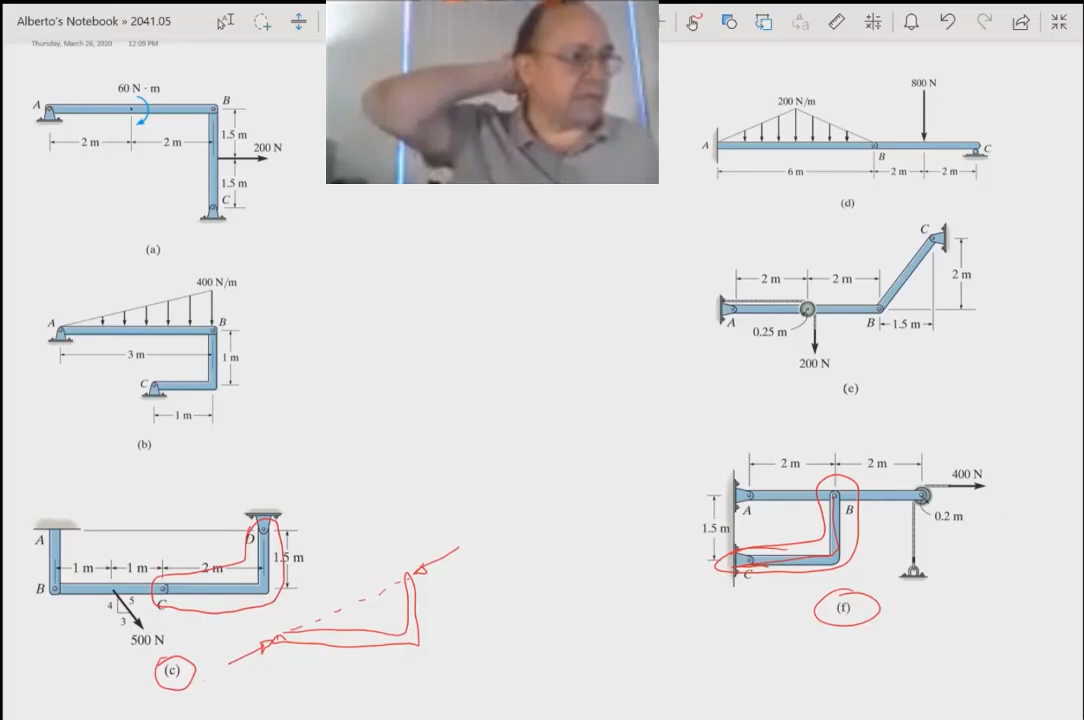 Alberto's Notebook » 2041.05
Thursday, March 26, 2020 12:09 PM
60 N · m
A
B
2 m
2 m
1.5 m
200 N
1.5 m
C
(a)
400 N/m
A
B
3 m
1 m
C
1 m
(b)
A
D
1 m
1 m
2 m
1.5 m
B
C
4
5
3
500 N
(c)
800 N
200 N/m
A
B
C
6 m
2 m
2 m
(d)
C
2 m
2 m
2 m
A
B
1.5 m
0.25 m
200 N
(e)
2 m
2 m
400 N
A
B
0.2 m
1.5 m
C
(f)